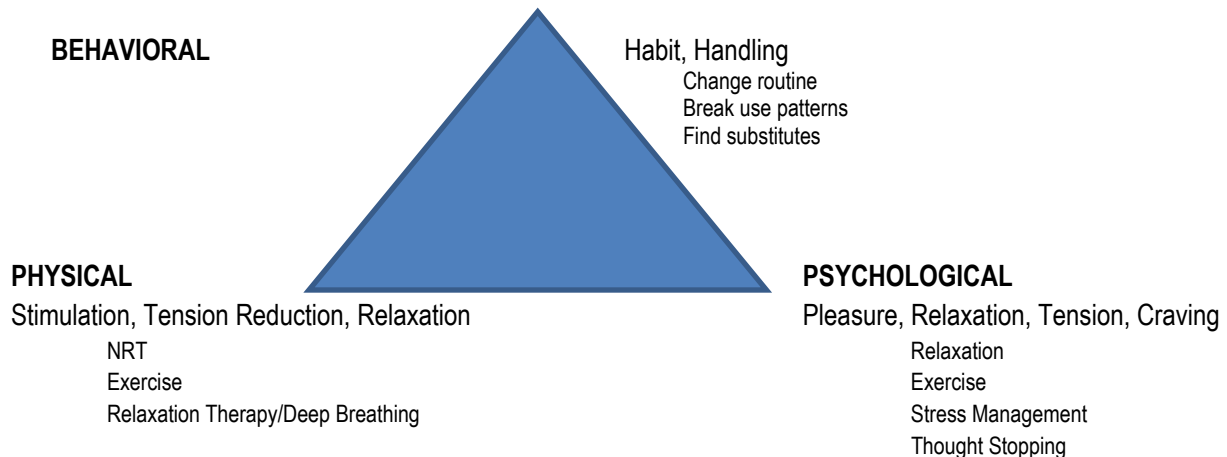 BEHAVIORAL
Habit, Handling
Change routine
Break use patterns
Find substitutes
PHYSICAL
Stimulation, Tension Reduction, Relaxation
NRT
Exercise
Relaxation Therapy/Deep Breathing
PSYCHOLOGICAL
Pleasure, Relaxation, Tension, Craving
Relaxation
Exercise
Stress Management
Thought Stopping